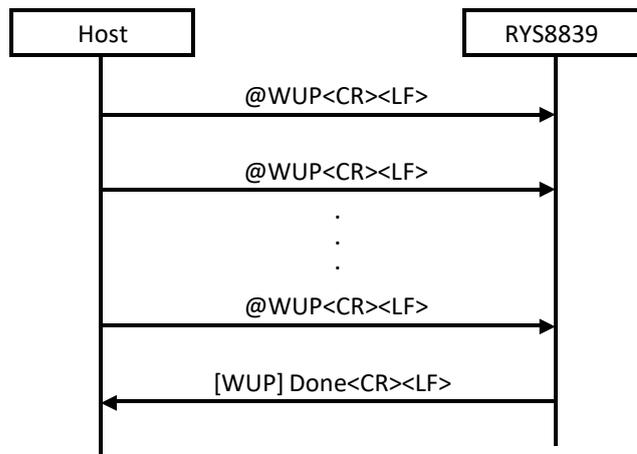 Host
RYS8839
@WUP<CR><LF>
@WUP<CR><LF>
.
.
.
@WUP<CR><LF>
[WUP] Done<CR><LF>